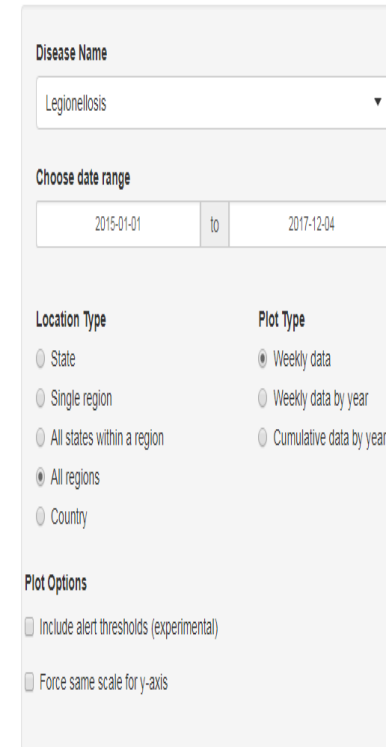 Disease Name
Legionellosis
Choose date range
2015-01-01 to 2017-12-04
Location Type
State
Single region
All states within a region
All regions
Country
Plot Type
Weekly data
Weekly data by year
Cumulative data by year
Plot Options
Include alert thresholds (experimental)
Force same scale for y-axis